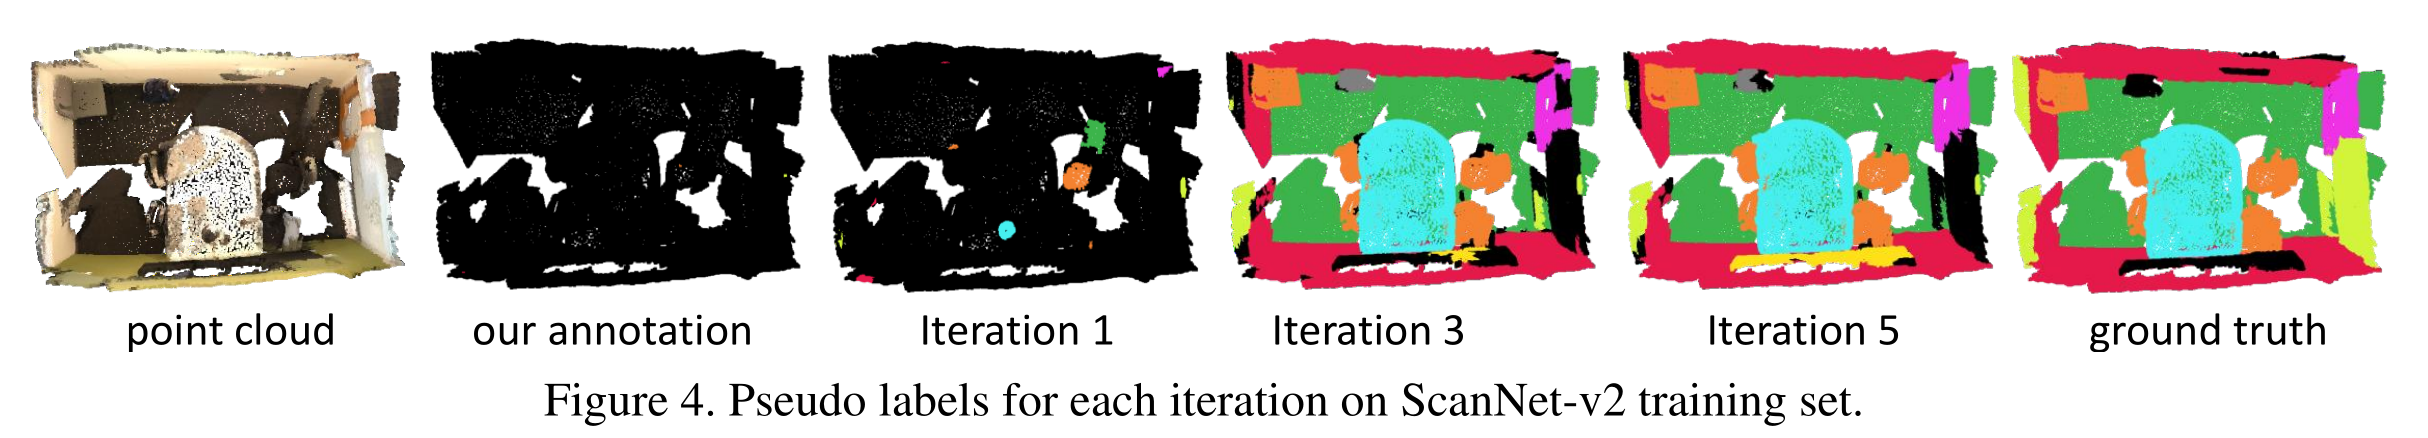 point cloud our annotation Iteration 1 Iteration 3 Iteration 5 ground truth
Figure 4. Pseudo labels for each iteration on ScanNet-v2 training set.